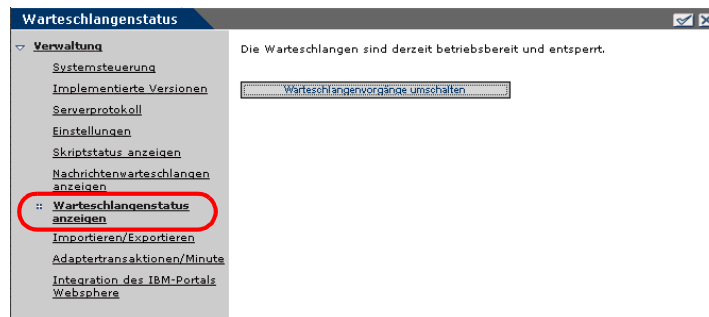 Warteschlangenstatus
Verwaltung
Systemsteuerung
Implementierte Versionen
Serverprotokoll
Einstellungen
Skriptstatus anzeigen
Nachrichtenwarteschlangen
anzeigen
Warteschlangenstatus
anzeigen
Importieren/Exportieren
Adaptertransaktionen/Minute
Integration des IBM-Portals
Websphere
Die Warteschlangen sind derzeit betriebsbereit und entsperrt.
Warteschlangenvorgänge umschalten